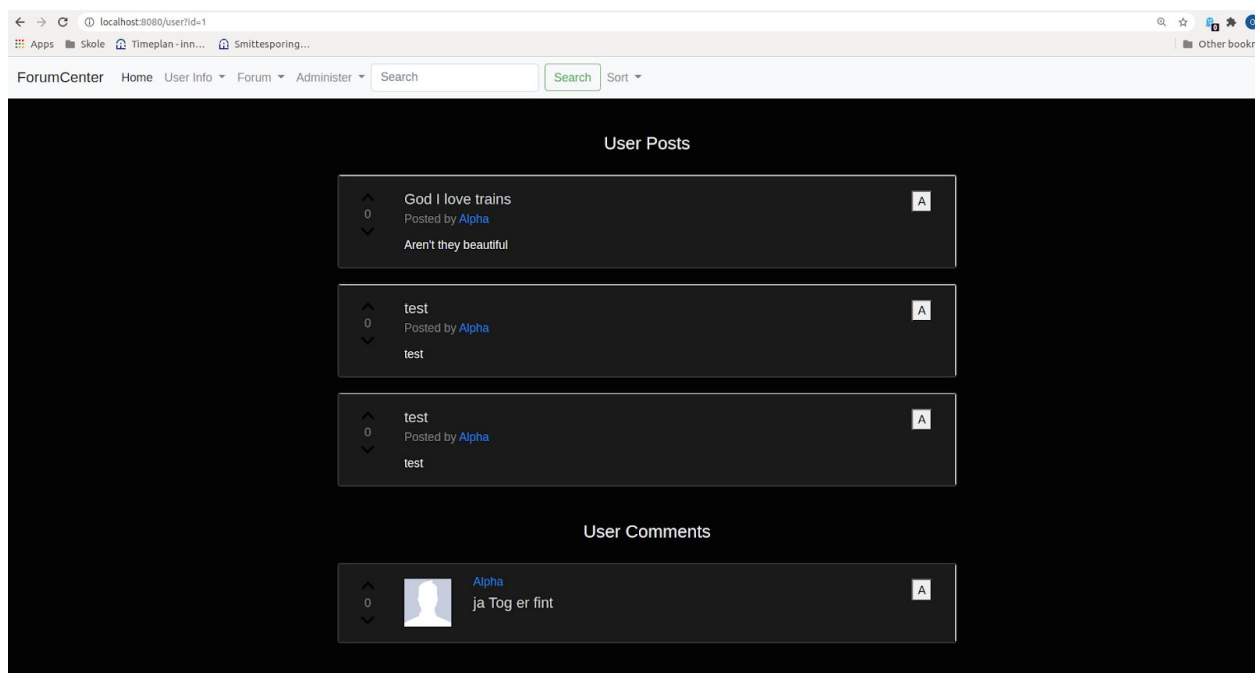 localhost:8080/user?id=1
Apps Skole Timeplan - inn... Smittesporing... Other bookr
ForumCenter Home User Info Forum Administer Search Search Sort
User Posts
God I love trains A
0
Posted by Alpha
Aren't they beautiful
test A
0
Posted by Alpha
test
test A
0
Posted by Alpha
test
User Comments
Alpha A
0
ja Tog er fint